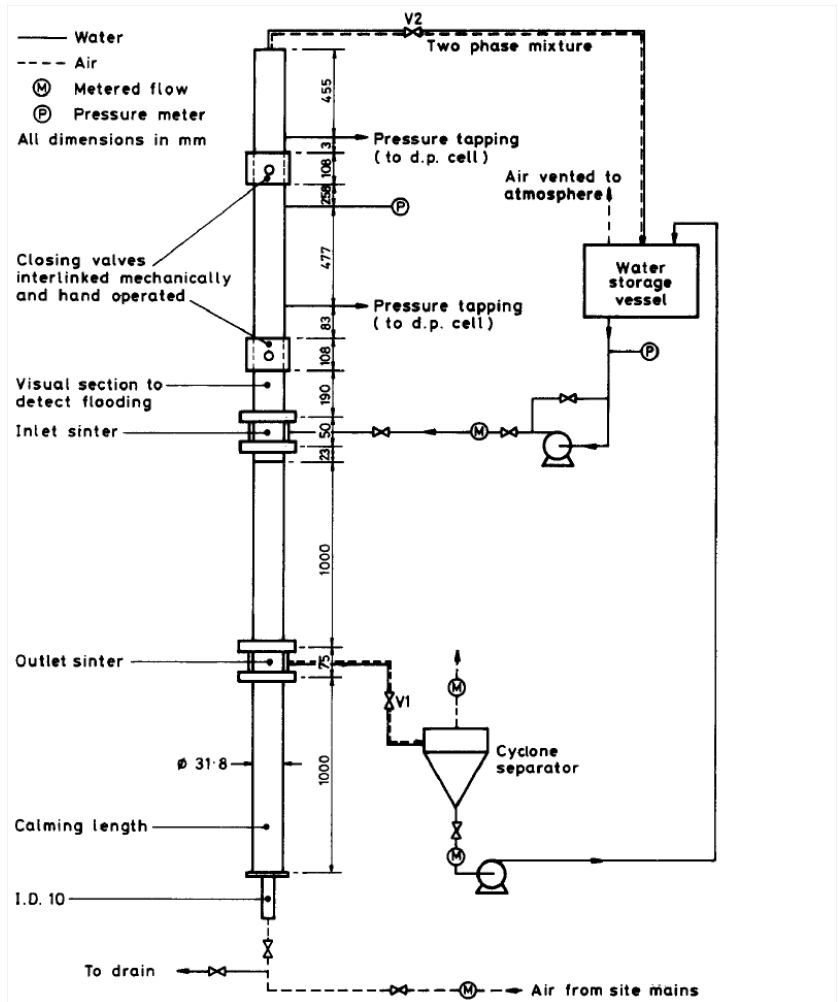 V2
Water
Two phase mixture
Air
M Metered flow
455
P Pressure meter
All dimensions in mm
Pressure tapping
(to d.p. cell)
3
108
Air vented to
atmosphere
258
P
Closing valves
interlinked mechanically
and hand operated
477
Water
storage
vessel
Pressure tapping
(to d.p. cell)
83
108
P
Visual section to
detect flooding
190
Inlet sinter
50
M
23
1000
Outlet sinter
75
M
V1
Cyclone
separator
ø 31·8
1000
Calming length
M
I.D. 10
To drain
M
Air from site mains